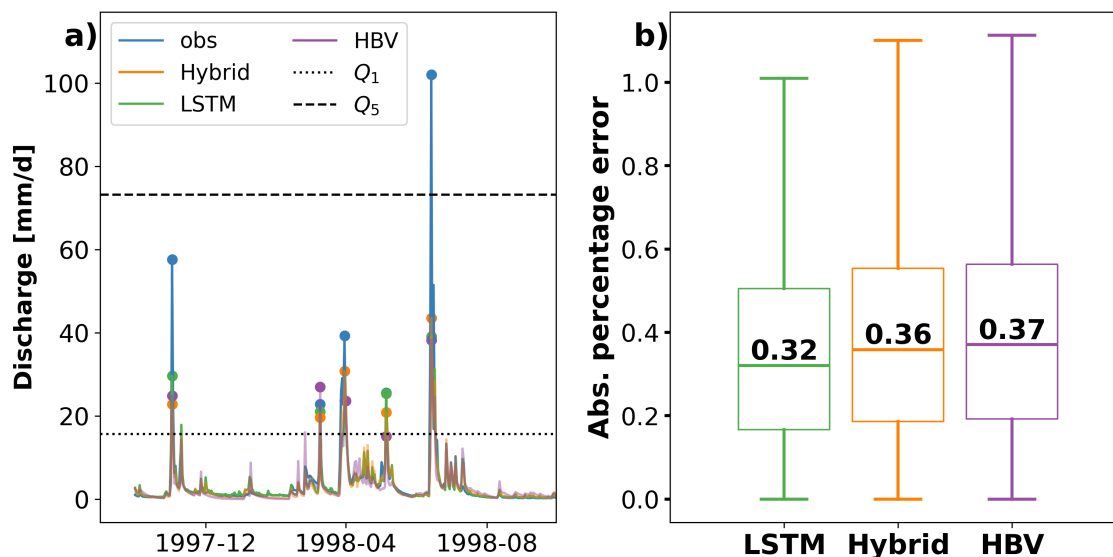 a)
obs
Hybrid
LSTM
HBV
Q1
Q5
Discharge [mm/d]
100
80
60
40
20
0
1997-12 1998-04 1998-08
b)
Abs. percentage error
1.0
0.8
0.6
0.4
0.2
0.0
0.32 0.36 0.37
LSTM Hybrid HBV